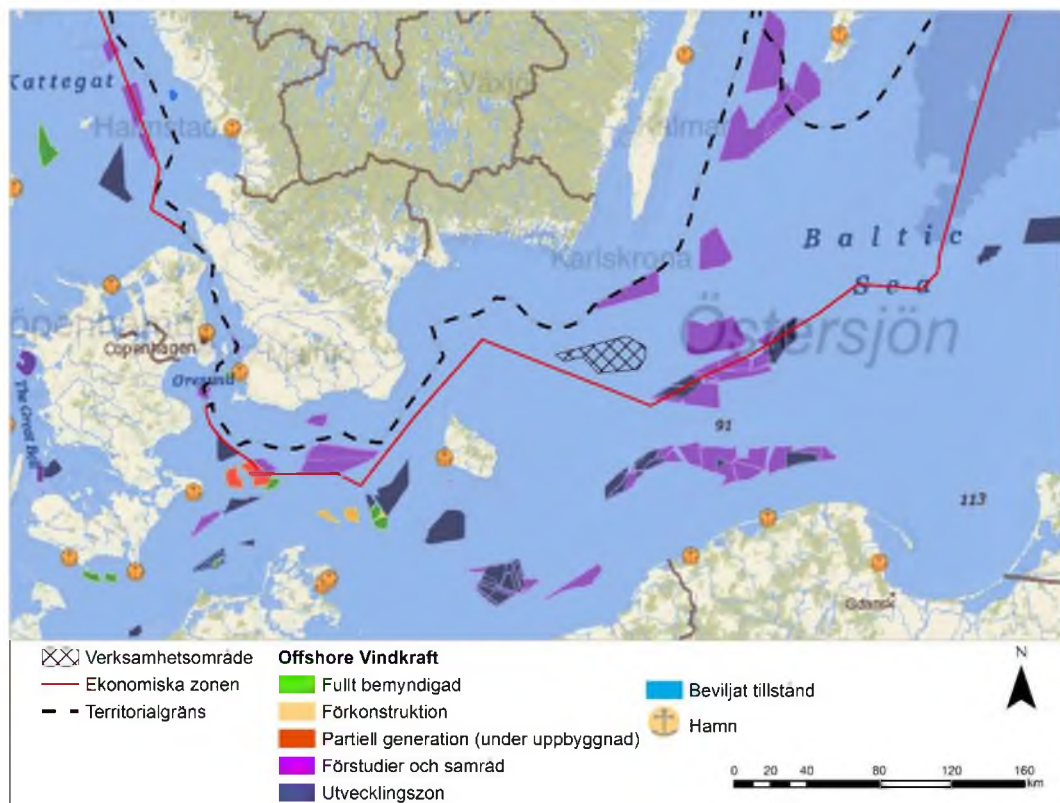 Kattegat
Växjö
Halmstad
Kalmar
Baltic
Karlskrona
Sea
Östersjön
Copenhagen
Malmö
Öresund
The Great Belt
91
113
Gdansk
N
Verksamhetsområde
Offshore Vindkraft
Ekonomiska zonen
Fullt bemyndigad
Beviljat tillstånd
Territorialgräns
Förkonstruktion
Hamn
Partiell generation (under uppbyggnad)
Förstudier och samråd
Utvecklingszon
0 20 40 80 120 160
km